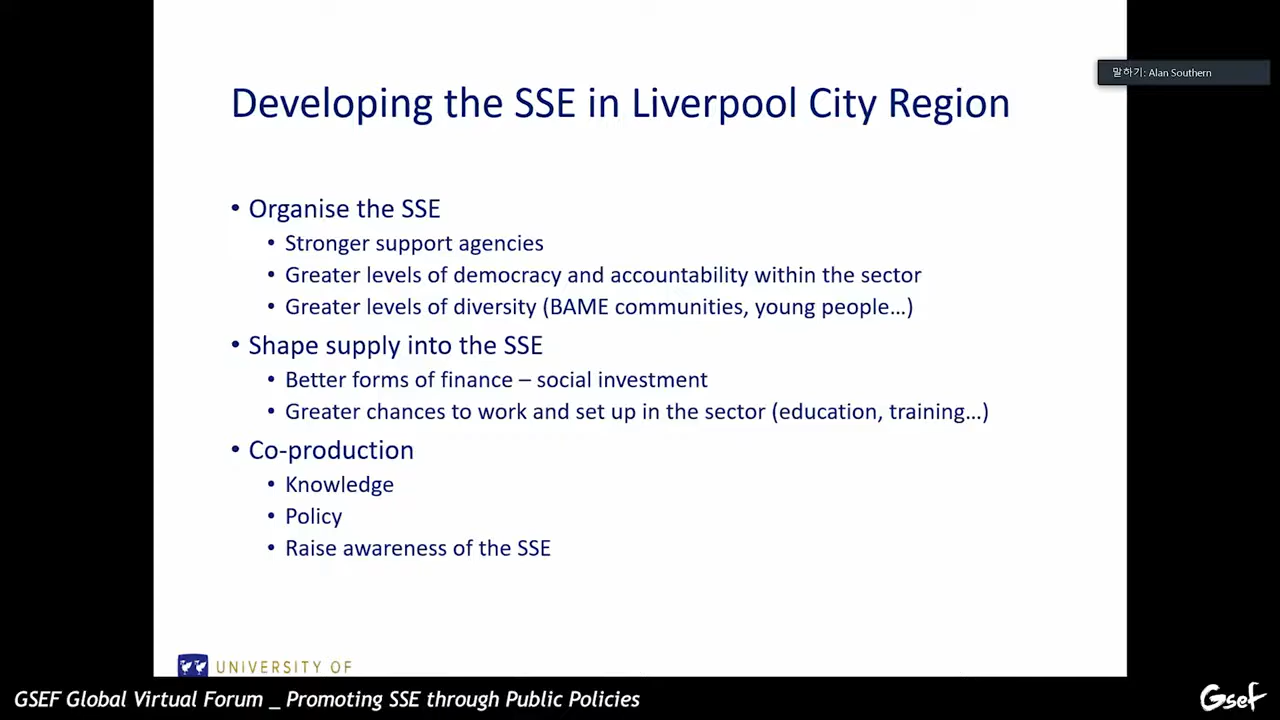 말하기: Alan Southern
Developing the SSE in Liverpool City Region
• Organise the SSE
• Stronger support agencies
• Greater levels of democracy and accountability within the sector
• Greater levels of diversity (BAME communities, young people…)
• Shape supply into the SSE
• Better forms of finance – social investment
• Greater chances to work and set up in the sector (education, training…)
• Co-production
• Knowledge
• Policy
• Raise awareness of the SSE
UNIVERSITY OF
GSEF Global Virtual Forum _ Promoting SSE through Public Policies
Gsef